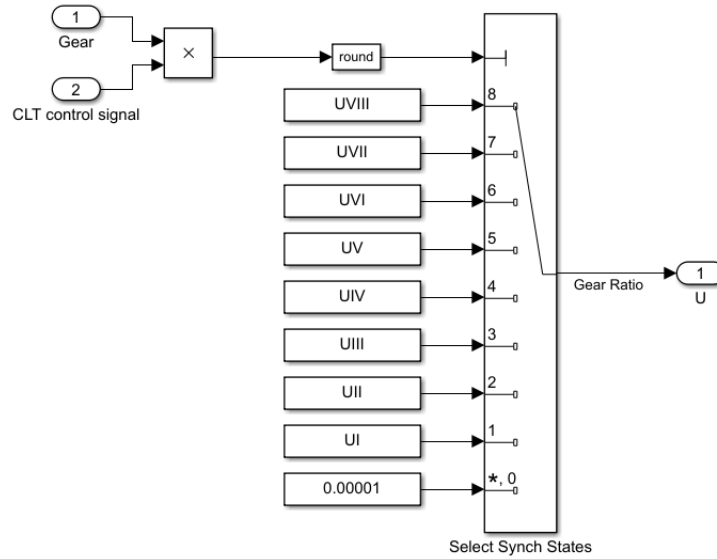 1
Gear
×
round
2
CLT control signal
UVIII
8
UVII
7
UVI
6
UV
5
UIV
4
Gear Ratio
1
U
UIII
3
UII
2
UI
1
0.00001
*, 0
Select Synch States